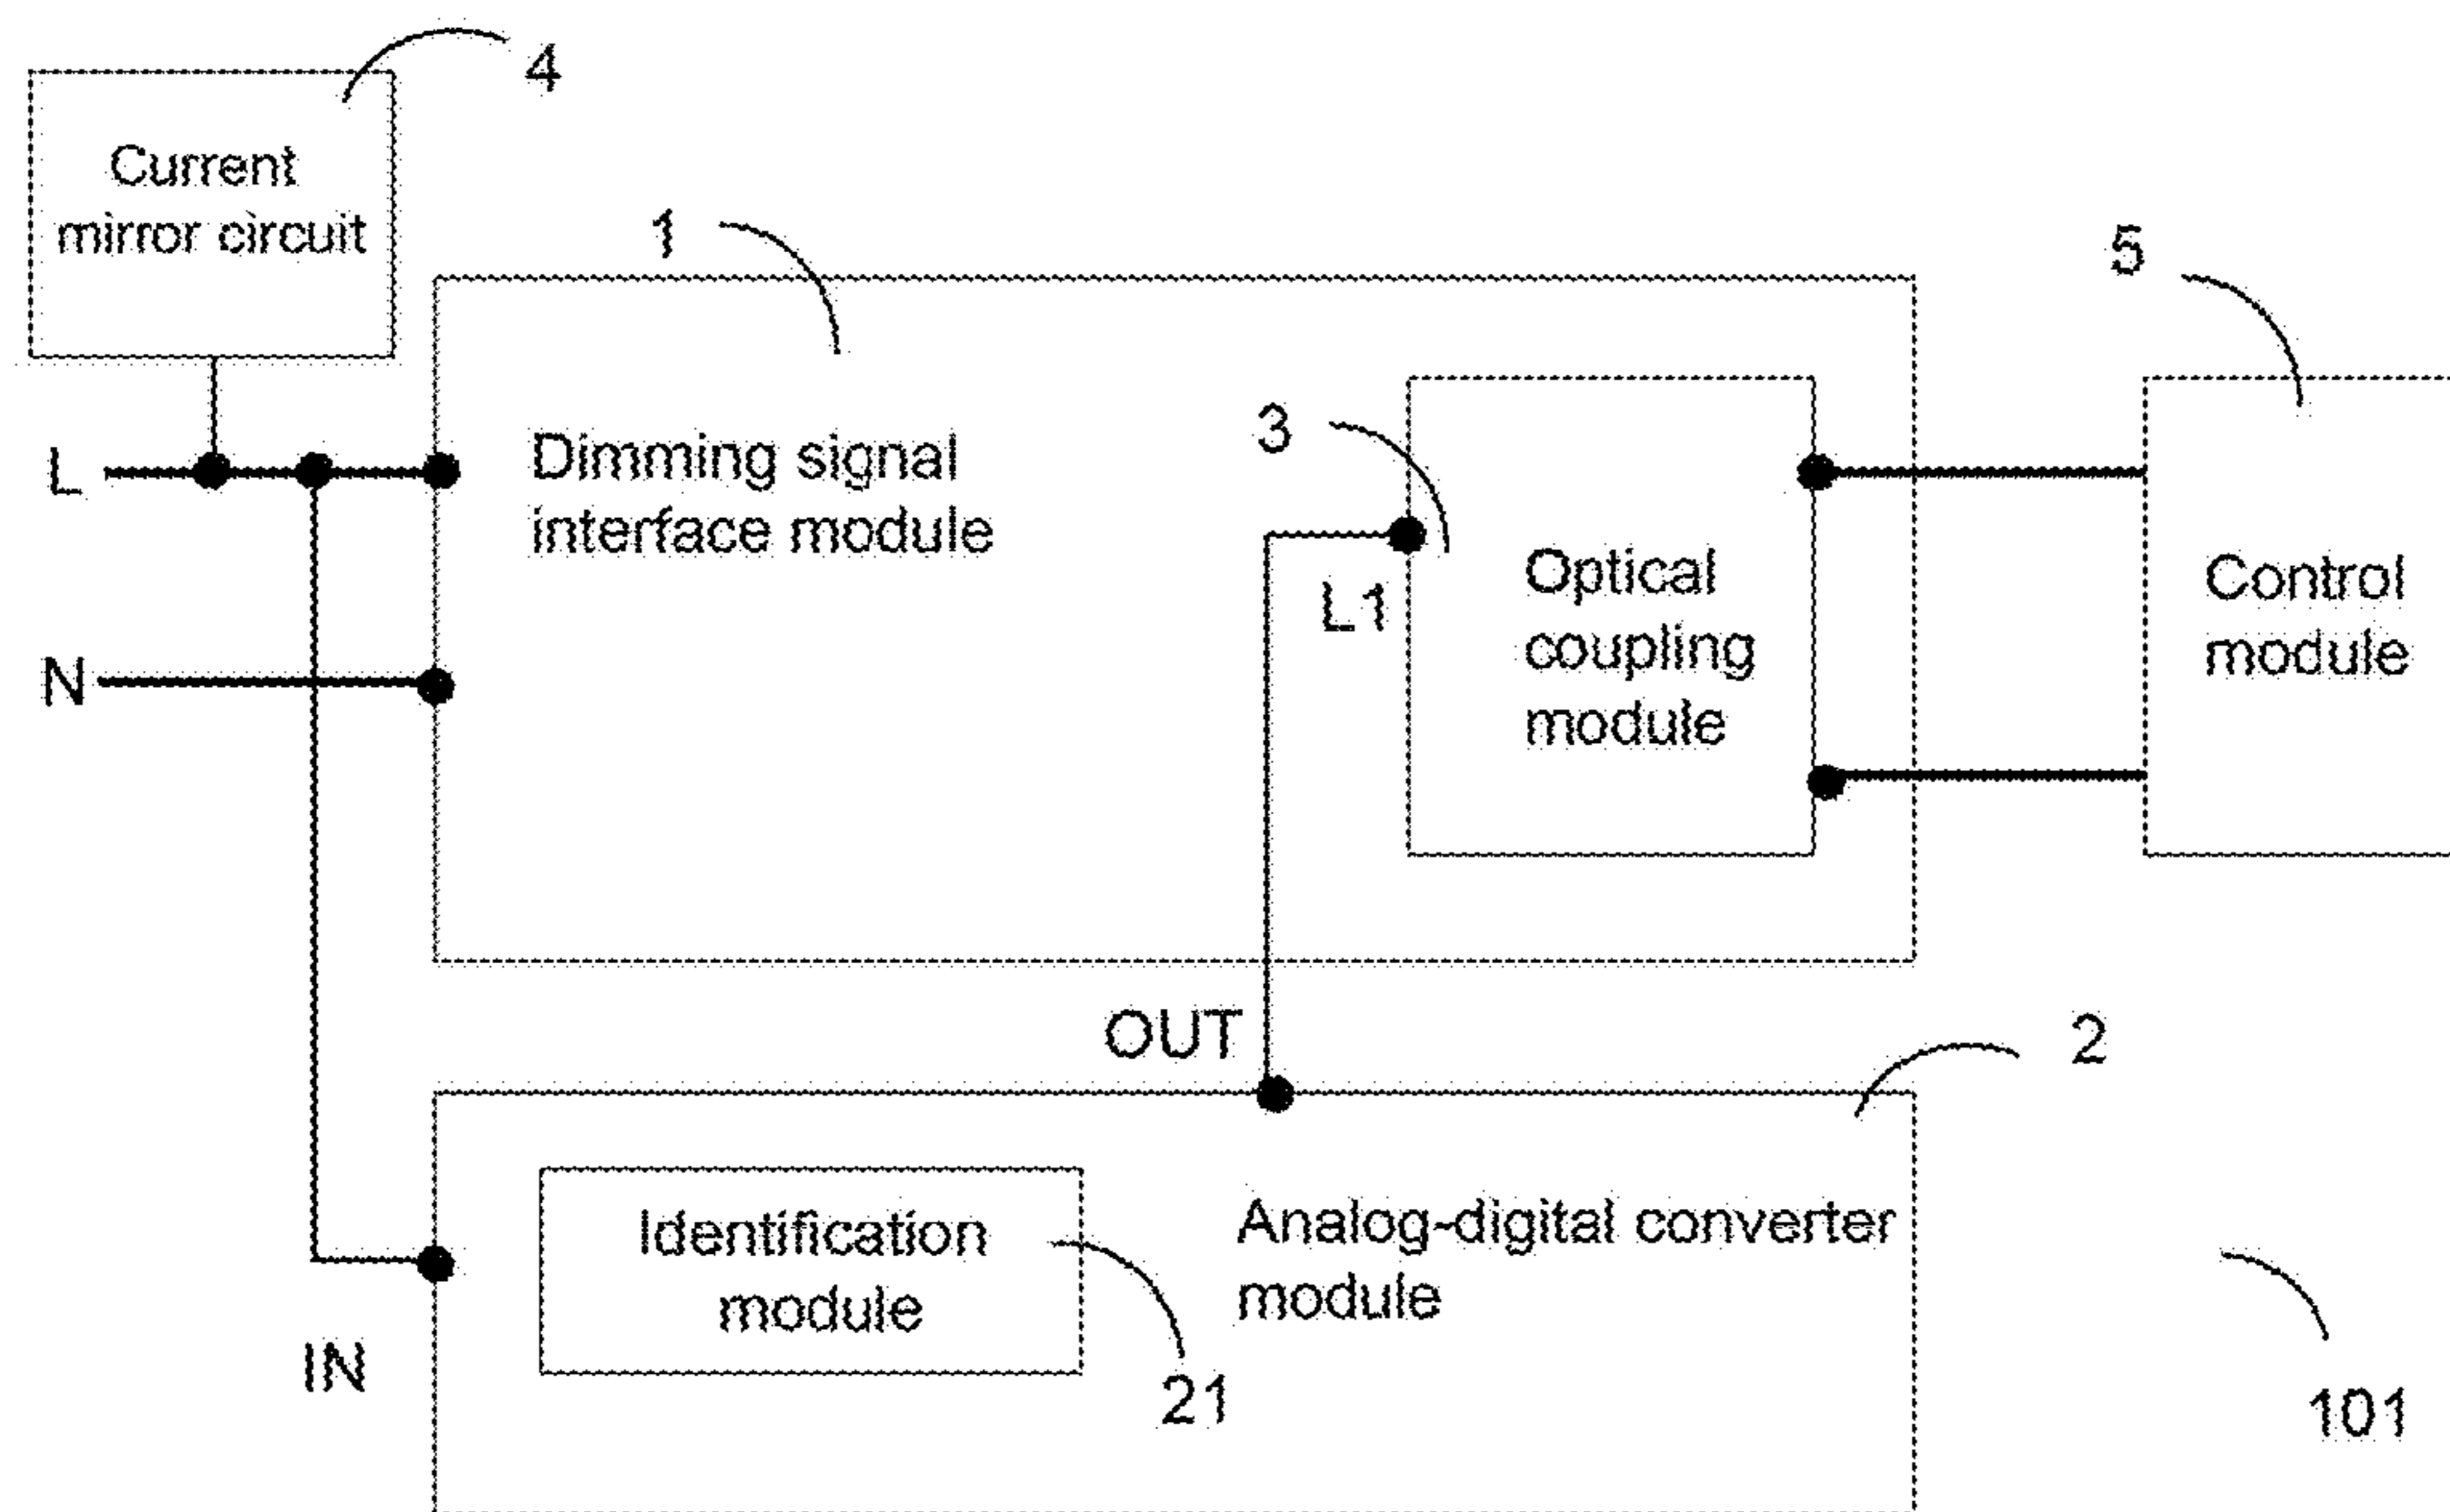 4
Current
mirror circuit
1
5
3
L
Dimming signal
interface module
L1
Optical
coupling
module
Control
module
N
OUT
2
Identification
module
Analog-digital converter
module
IN
21
101